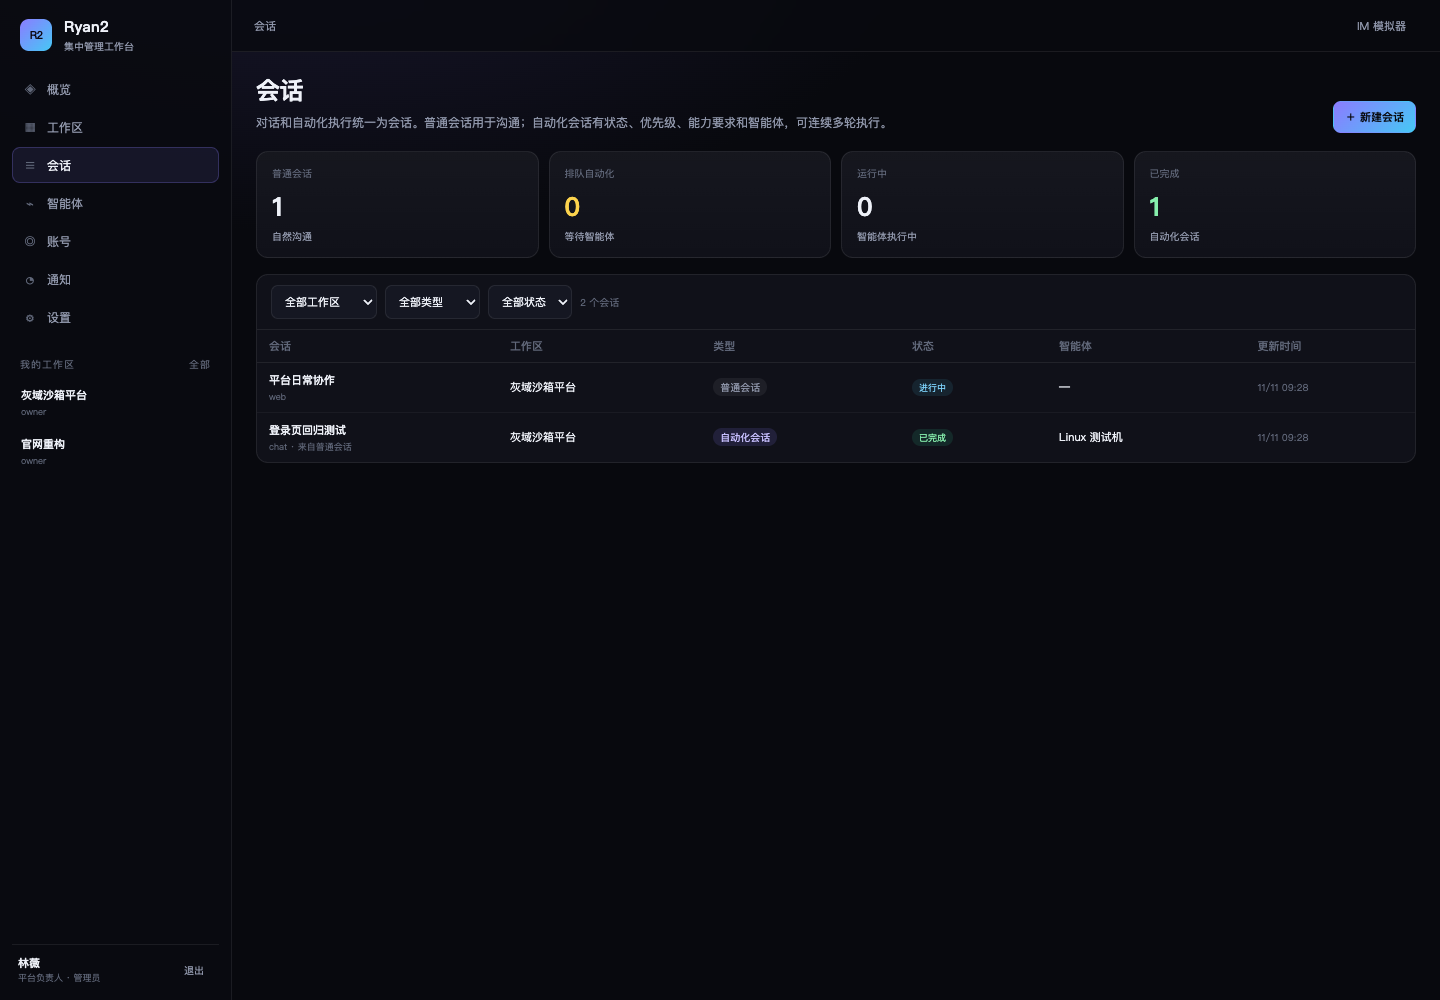 R2
Ryan2
集中管理工作台
概览
工作区
会话
智能体
账号
通知
设置
我的工作区 全部
灰域沙箱平台
owner
官网重构
owner
林薇
平台负责人 · 管理员
退出
会话
IM 模拟器
会话
对话和自动化执行统一为会话。普通会话用于沟通；自动化会话有状态、优先级、能力要求和智能体，可连续多轮执行。
+ 新建会话
普通会话
1
自然沟通
排队自动化
0
等待智能体
运行中
0
智能体执行中
已完成
1
自动化会话
全部工作区 全部类型 全部状态 2 个会话
会话 工作区 类型 状态 智能体 更新时间
平台日常协作
web
灰域沙箱平台 普通会话 进行中 — 11/11 09:28
登录页回归测试
chat · 来自普通会话
灰域沙箱平台 自动化会话 已完成 Linux 测试机 11/11 09:28